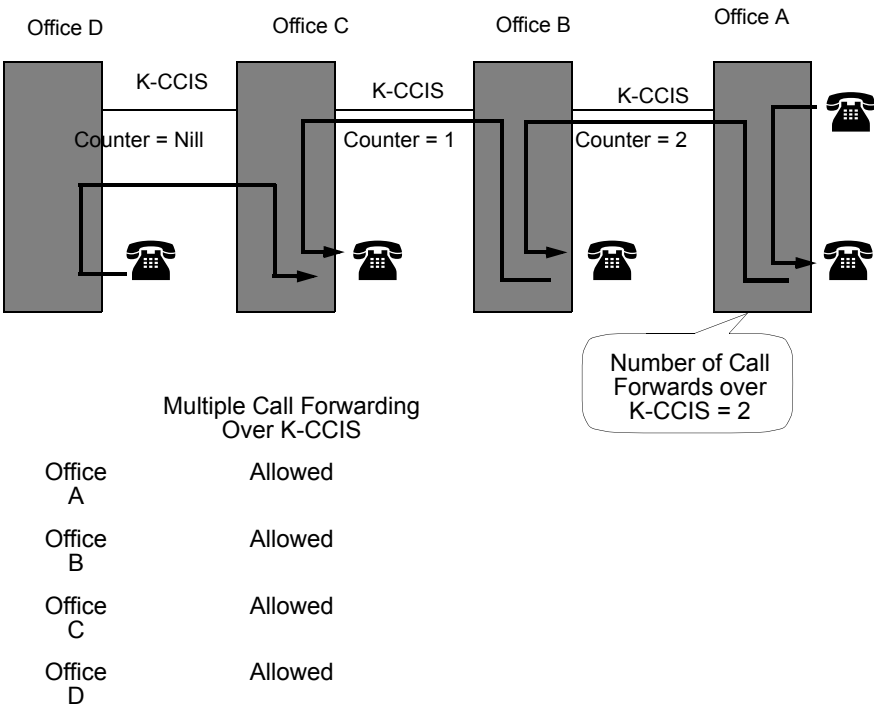 Office D
Office C
Office B
Office A
K-CCIS
K-CCIS
K-CCIS
Counter = Nill
Counter = 1
Counter = 2
Number of Call
Forwards over
K-CCIS = 2
Multiple Call Forwarding
Over K-CCIS
Office
A
Allowed
Office
B
Allowed
Office
C
Allowed
Office
D
Allowed